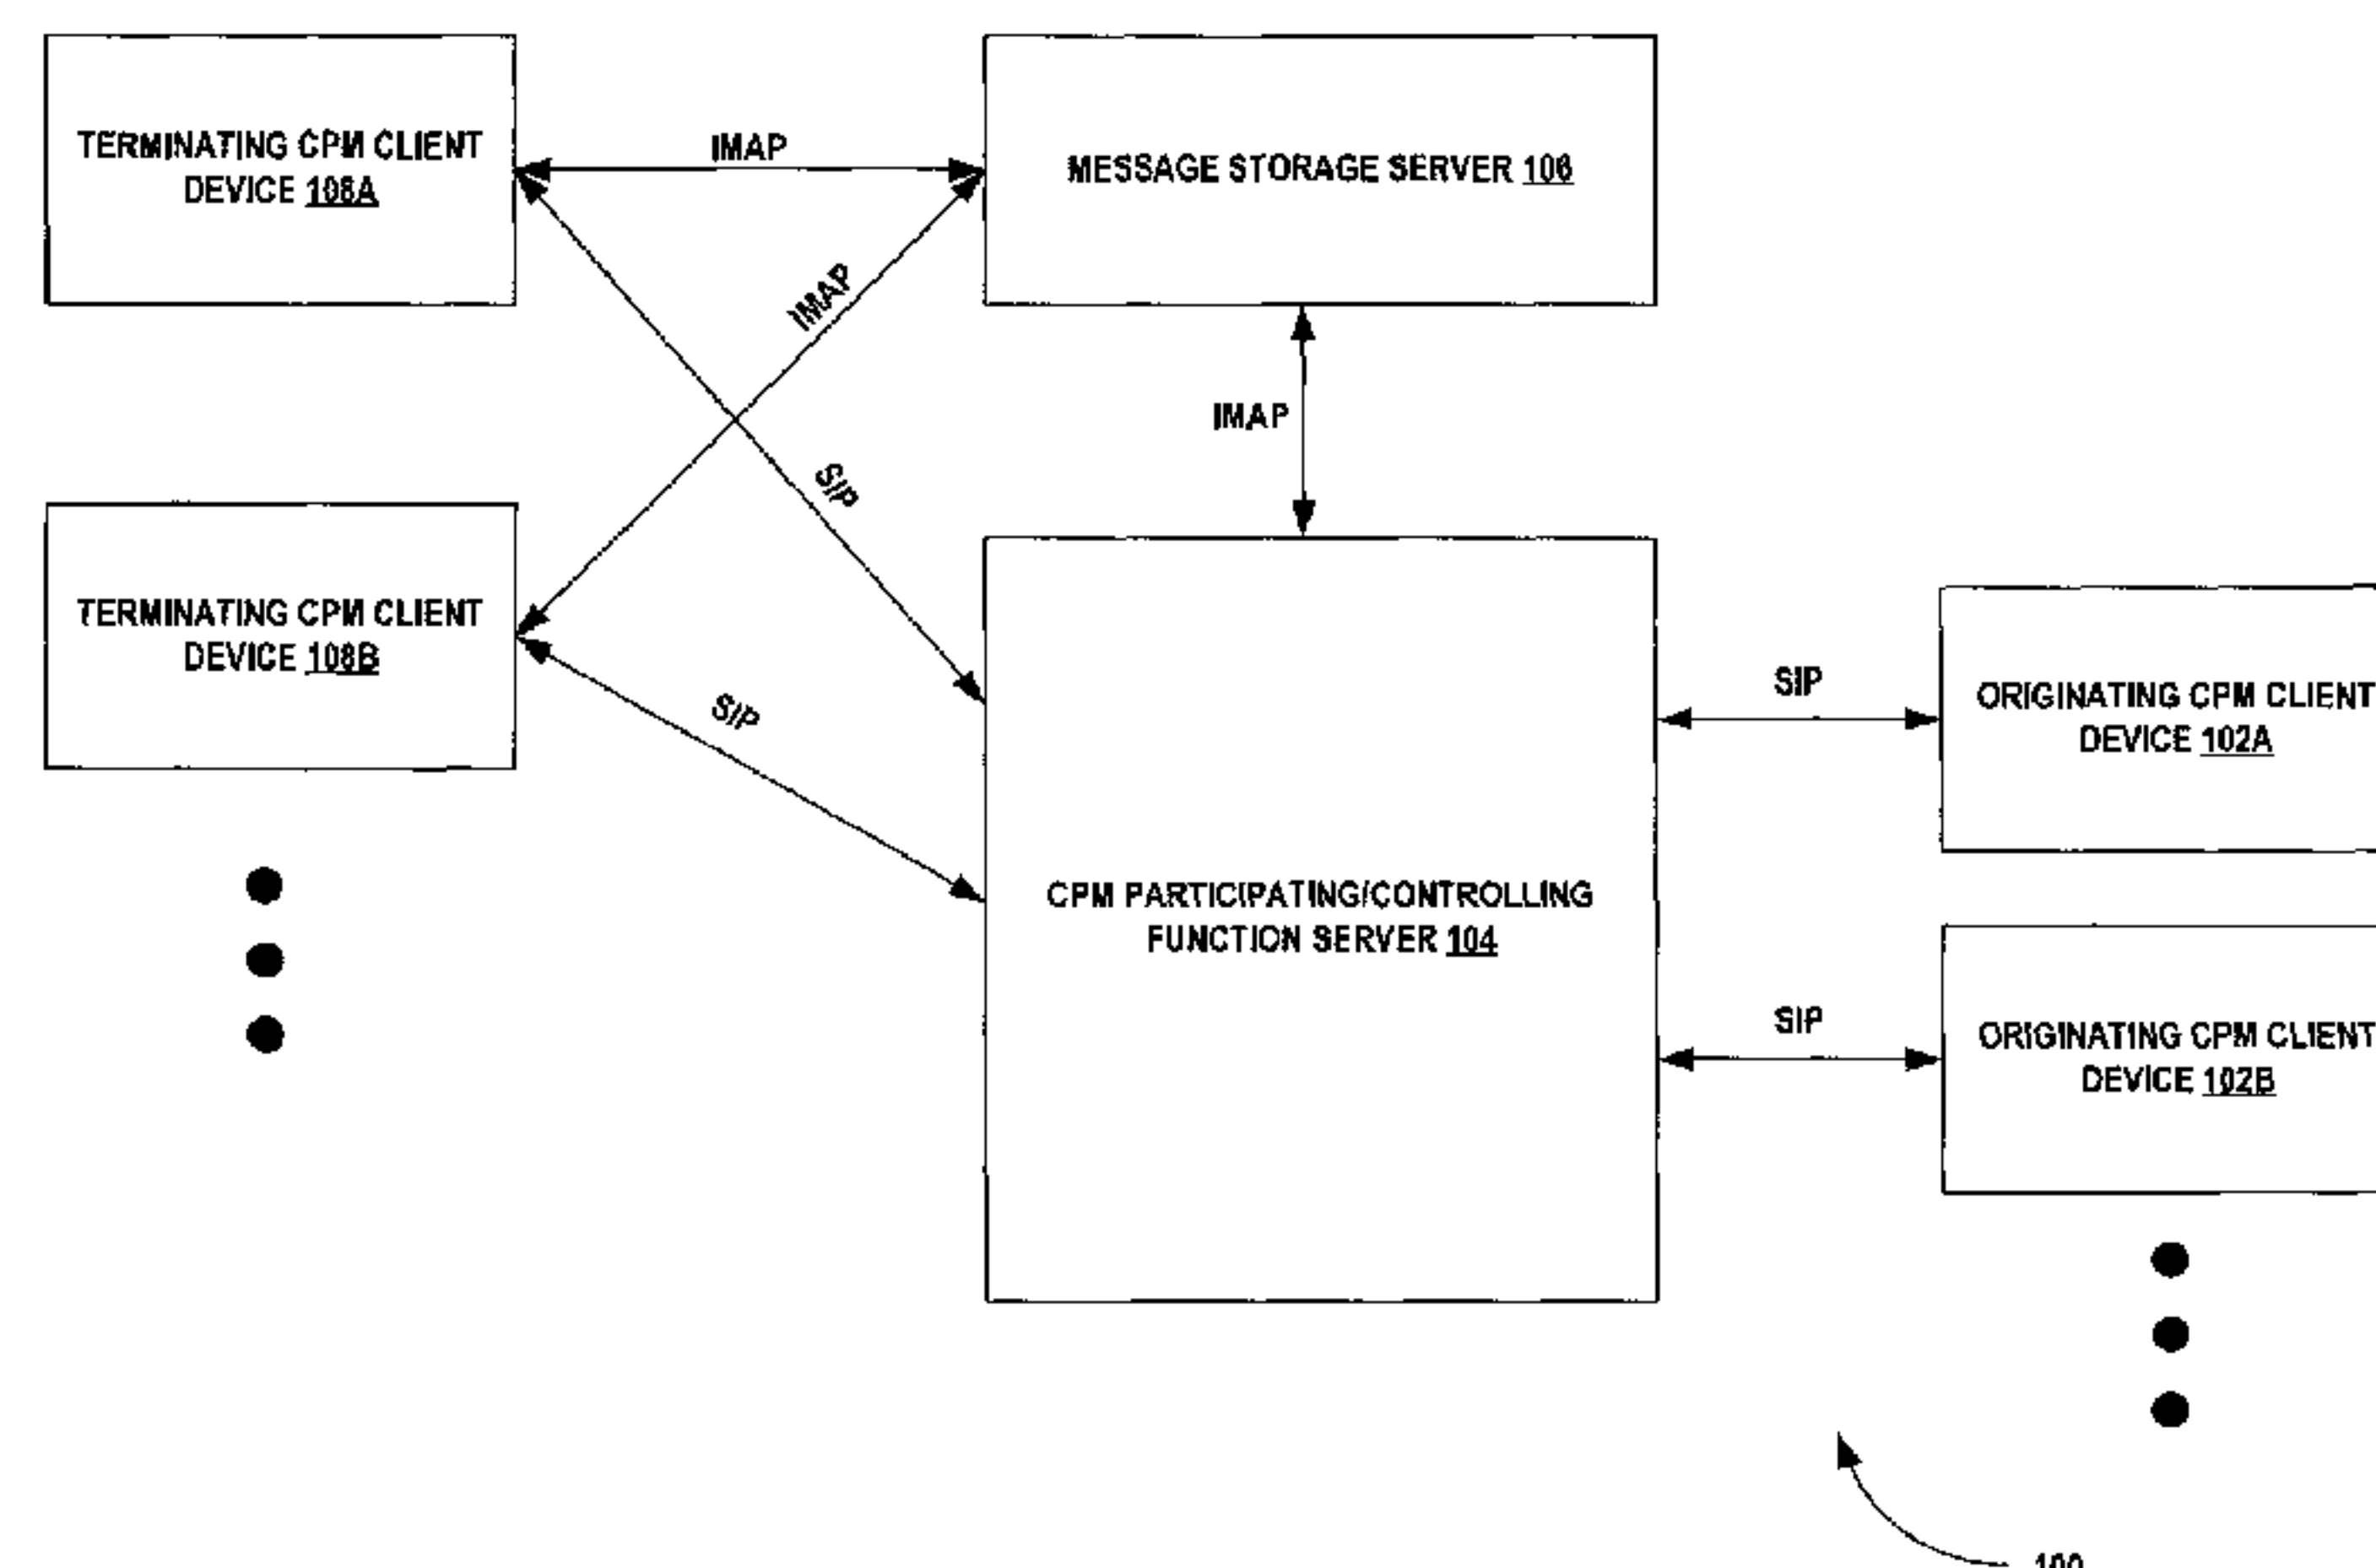 TERMINATING CPM CLIENT
DEVICE 108A
IMAP
MESSAGE STORAGE SERVER 106
IMAP
IMAP
SIP
TERMINATING CPM CLIENT
DEVICE 108B
SIP
SIP
ORIGINATING CPM CLIENT
DEVICE 102A
CPM PARTICIPATING/CONTROLLING
FUNCTION SERVER 104
SIP
ORIGINATING CPM CLIENT
DEVICE 102B
100